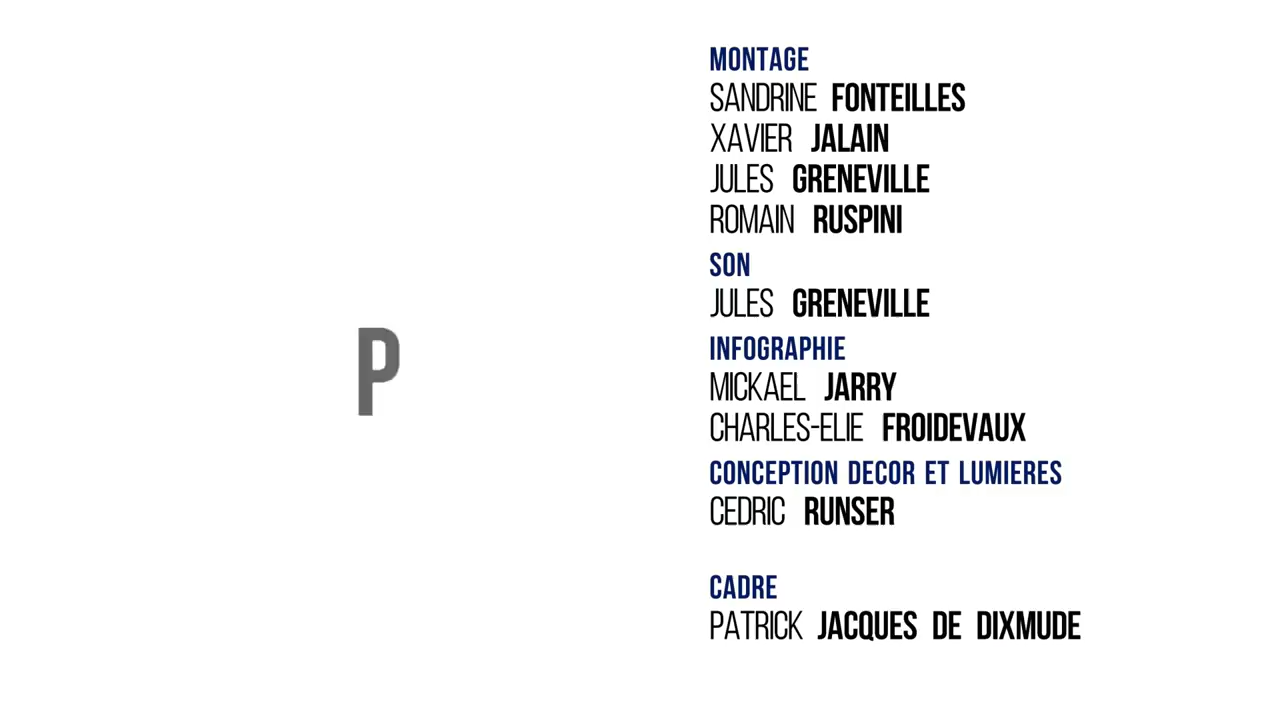 P
MONTAGE
SANDRINE FONTEILLES
XAVIER JALAIN
JULES GRENEVILLE
ROMAIN RUSPINI
SON
JULES GRENEVILLE
INFOGRAPHIE
MICKAEL JARRY
CHARLES-ELIE FROIDEVAUX
CONCEPTION DECOR ET LUMIERES
CEDRIC RUNSER
CADRE
PATRICK JACQUES DE DIXMUDE